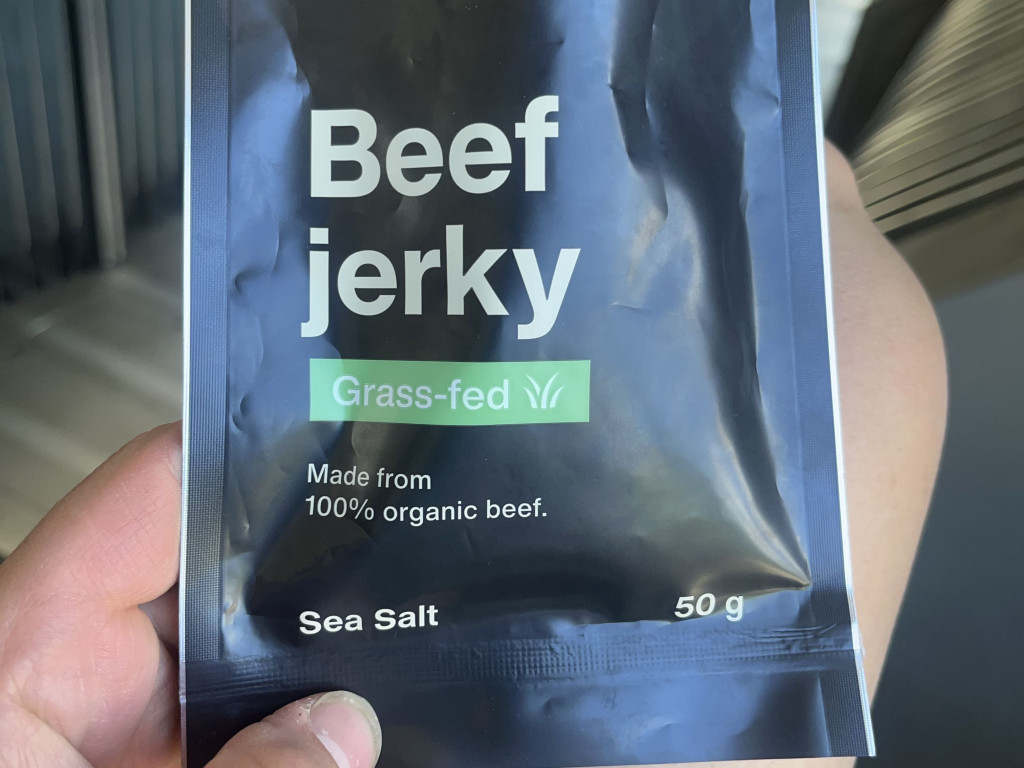 Beef
jerky
Grass-fed
Made from
100% organic beef.
Sea Salt
50 g